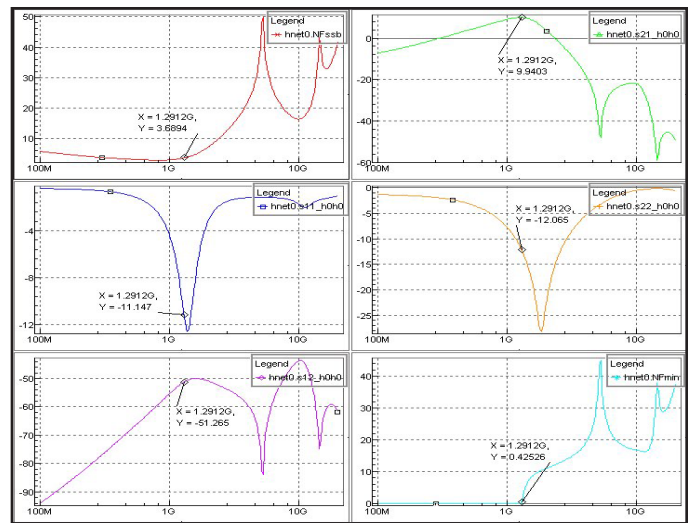 50
40
30
20
10
Legend
hnet0.NFssb
X = 1.2912G,
Y = 3.6894
100M
1G
10G
20
0
-20
-40
-60
Legend
hnet0.s21_h0h0
X = 1.2912G,
Y = 9.9403
100M
1G
10G
-4
-8
-12
Legend
hnet0.s11_h0h0
X = 1.2912G,
Y = -11.147
100M
1G
10G
0
-5
-10
-15
-20
-25
Legend
hnet0.s22_h0h0
X = 1.2912G,
Y = -12.065
100M
1G
10G
-50
-60
-70
-80
-90
Legend
hnet0.s12_h0h0
X = 1.2912G,
Y = -51.265
100M
1G
10G
40
30
20
10
0
Legend
hnet0.NFmin
X = 1.2912G,
Y = 0.42526
100M
1G
10G